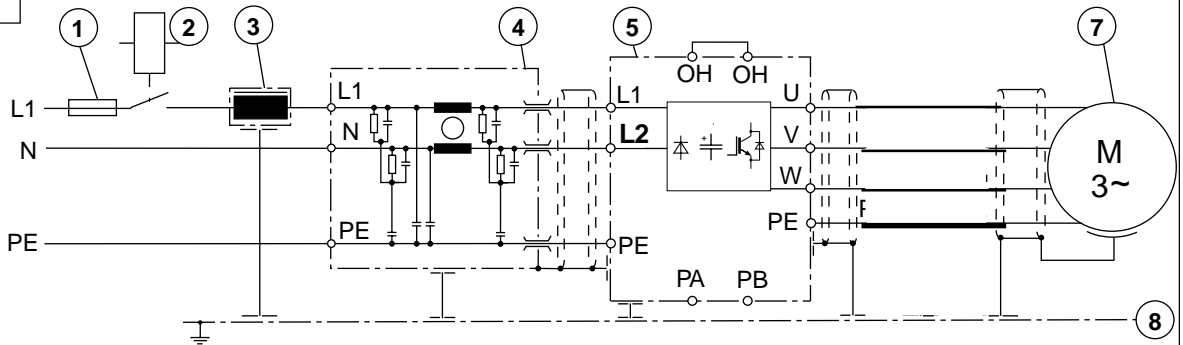 1 2 3 4 5 7
OH OH
L1 L1 L1 U
N N L2 V
M
3~
W
PE PE PE PE
PA PB
8